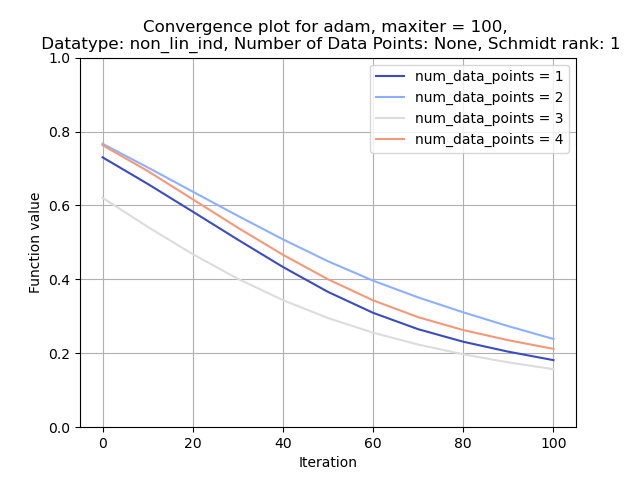 Convergence plot for adam, maxiter = 100,
Datatype: non_lin_ind, Number of Data Points: None, Schmidt rank: 1
1.0
0.8
0.6
0.4
0.2
0.0
Function value
num_data_points = 1
num_data_points = 2
num_data_points = 3
num_data_points = 4
0 20 40 60 80 100
Iteration